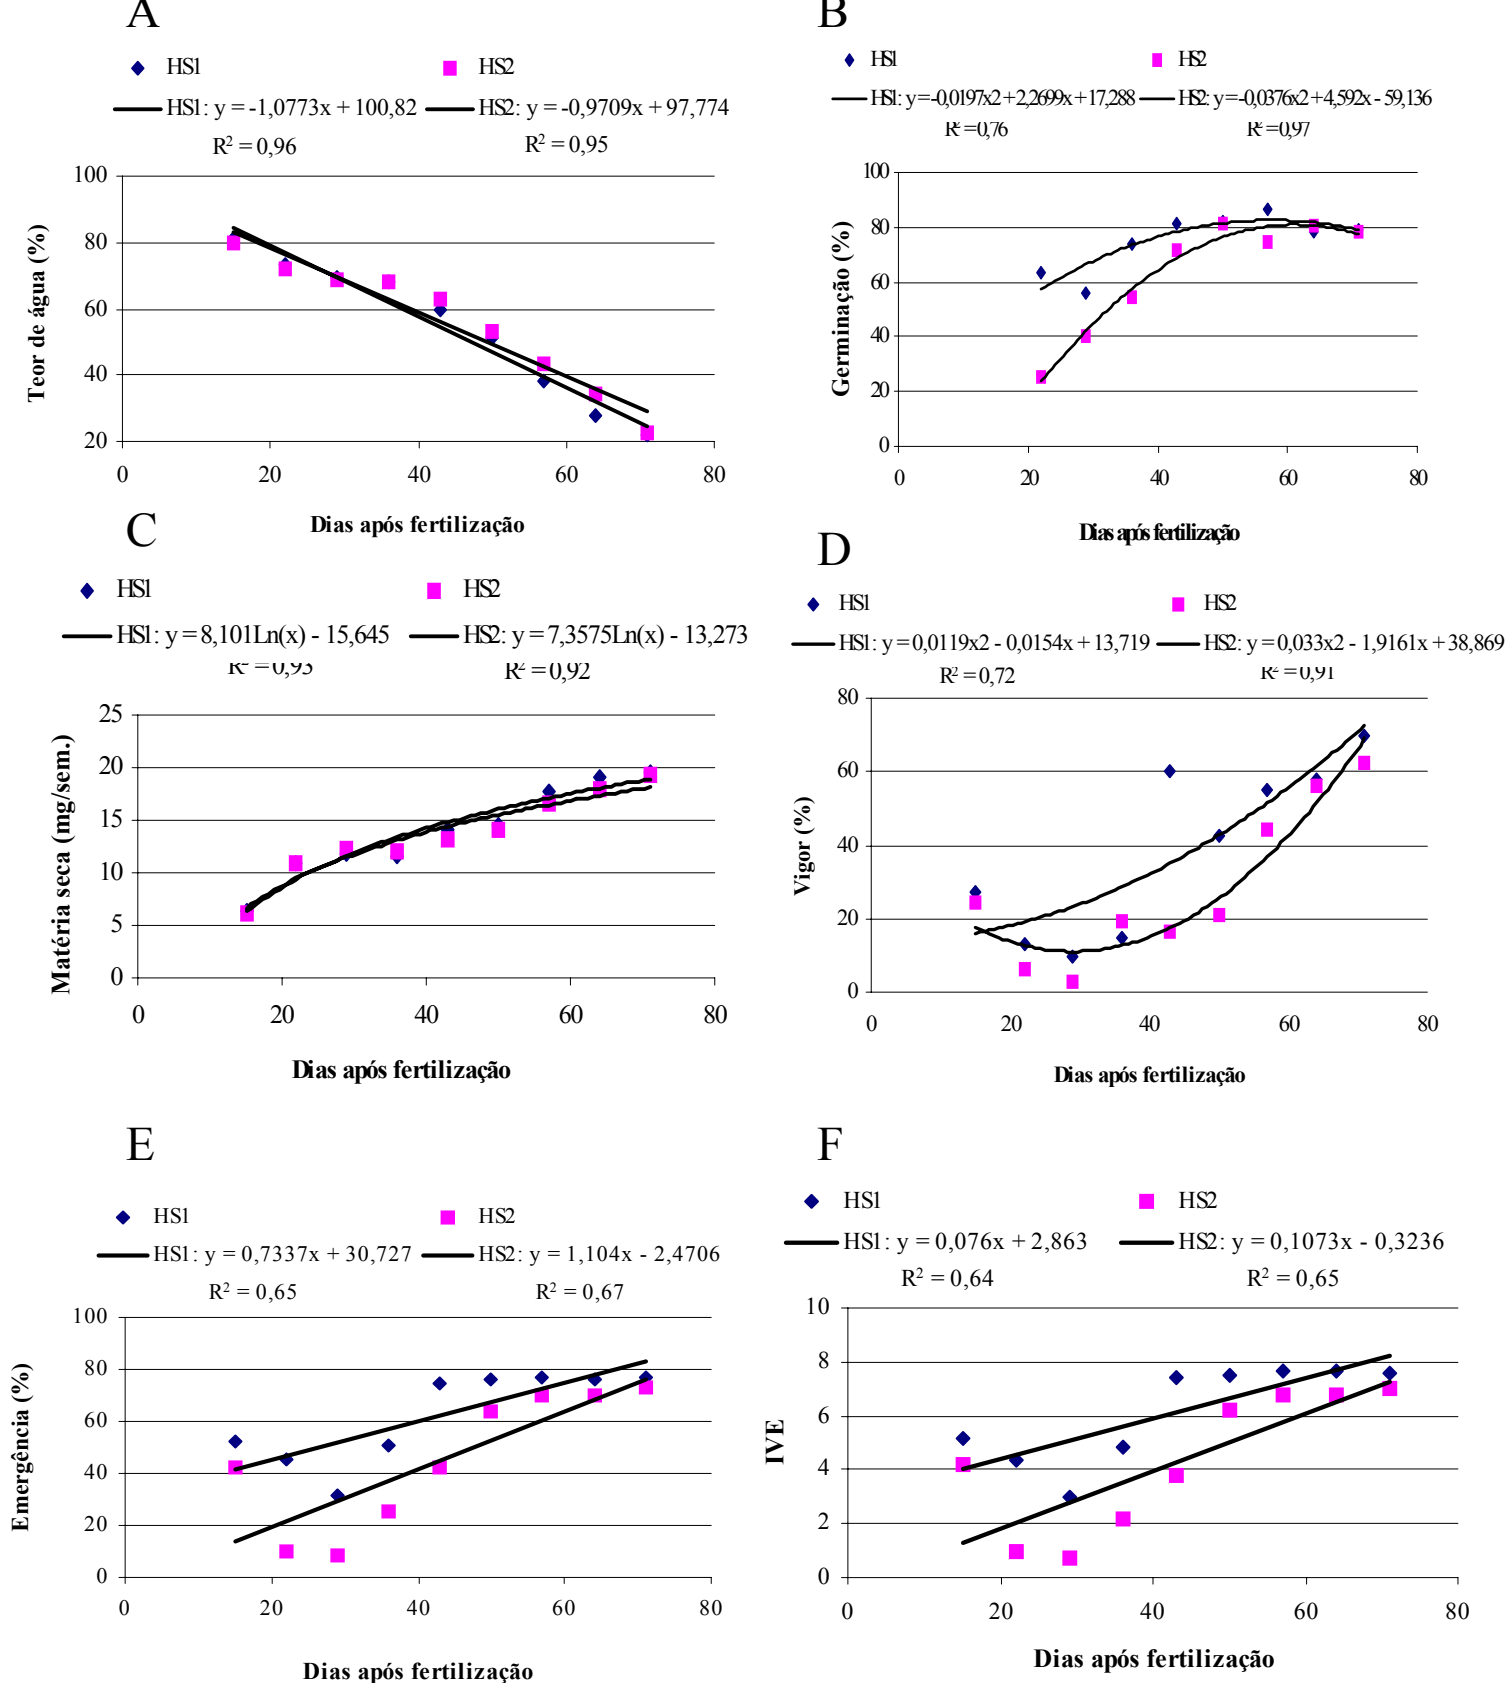 A
HS1 HS2
HS1: y = -1,0773x + 100,82 HS2: y = -0,9709x + 97,774
R² = 0,96 R² = 0,95
100
80
60
40
20
0 20 40 60 80
Teor de água (%)
Dias após fertilização
B
HS1 HS2
HS1: y=-0,0197x2+2,2699x+17,288 HS2: y=-0,0376x2+4,592x-59,136
R²=0,76 R²=0,97
100
80
60
40
20
0
0 20 40 60 80
Germinação (%)
Dias após fertilização
C
HS1 HS2
HS1: y = 8,101Ln(x) - 15,645 HS2: y = 7,3575Ln(x) - 13,273
R² = 0,93 R² = 0,92
25
20
15
10
5
0
0 20 40 60 80
Matéria seca (mg/sem.)
Dias após fertilização
D
HS1 HS2
HS1: y = 0,0119x2 - 0,0154x + 13,719 HS2: y = 0,033x2 - 1,9161x + 38,869
R² = 0,72 R² = 0,91
80
60
40
20
0
0 20 40 60 80
Vigor (%)
Dias após fertilização
E
HS1 HS2
HS1: y = 0,7337x + 30,727 HS2: y = 1,104x - 2,4706
R² = 0,65 R² = 0,67
100
80
60
40
20
0
0 20 40 60 80
Emergência (%)
Dias após fertilização
F
HS1 HS2
HS1: y = 0,076x + 2,863 HS2: y = 0,1073x - 0,3236
R² = 0,64 R² = 0,65
10
8
6
4
2
0
0 20 40 60 80
IVE
Dias após fertilização